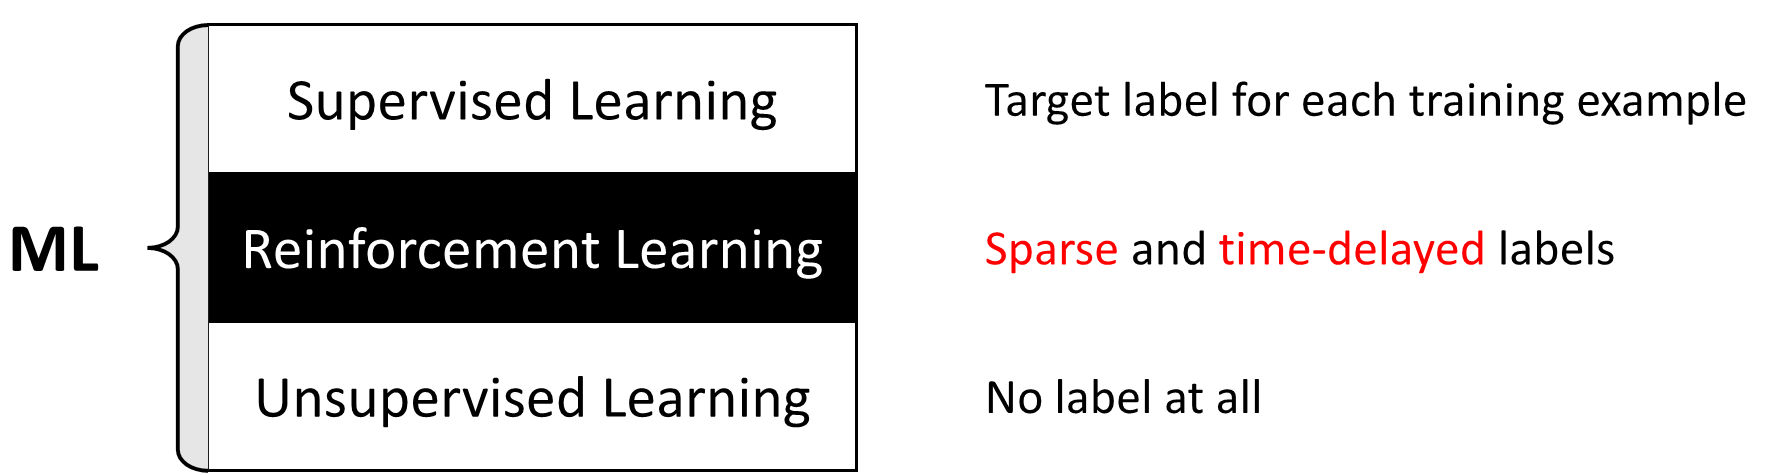 Supervised Learning
Target label for each training example
ML
Reinforcement Learning
Sparse and time-delayed labels
Unsupervised Learning
No label at all